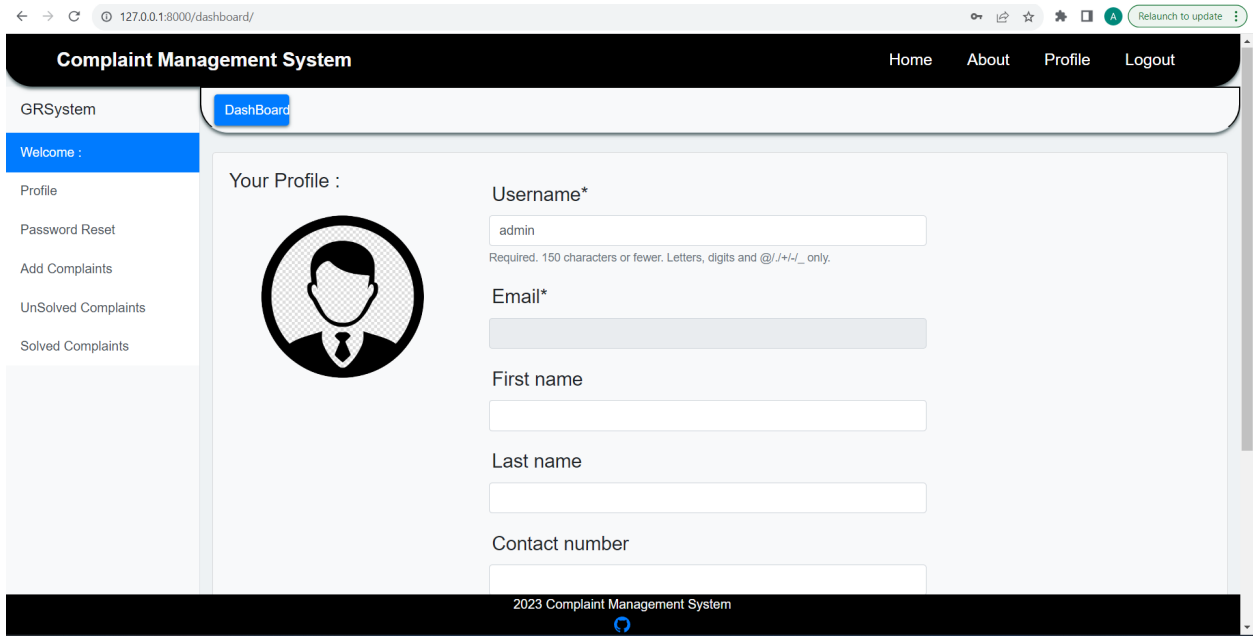 127.0.0.1:8000/dashboard/
A
Relaunch to update
Complaint Management System
Home About Profile Logout
GRSystem
DashBoard
Welcome :
Profile
Password Reset
Add Complaints
UnSolved Complaints
Solved Complaints
Your Profile :
Username*
admin
Required. 150 characters or fewer. Letters, digits and @/./+/-/_ only.
Email*
First name
Last name
Contact number
2023 Complaint Management System